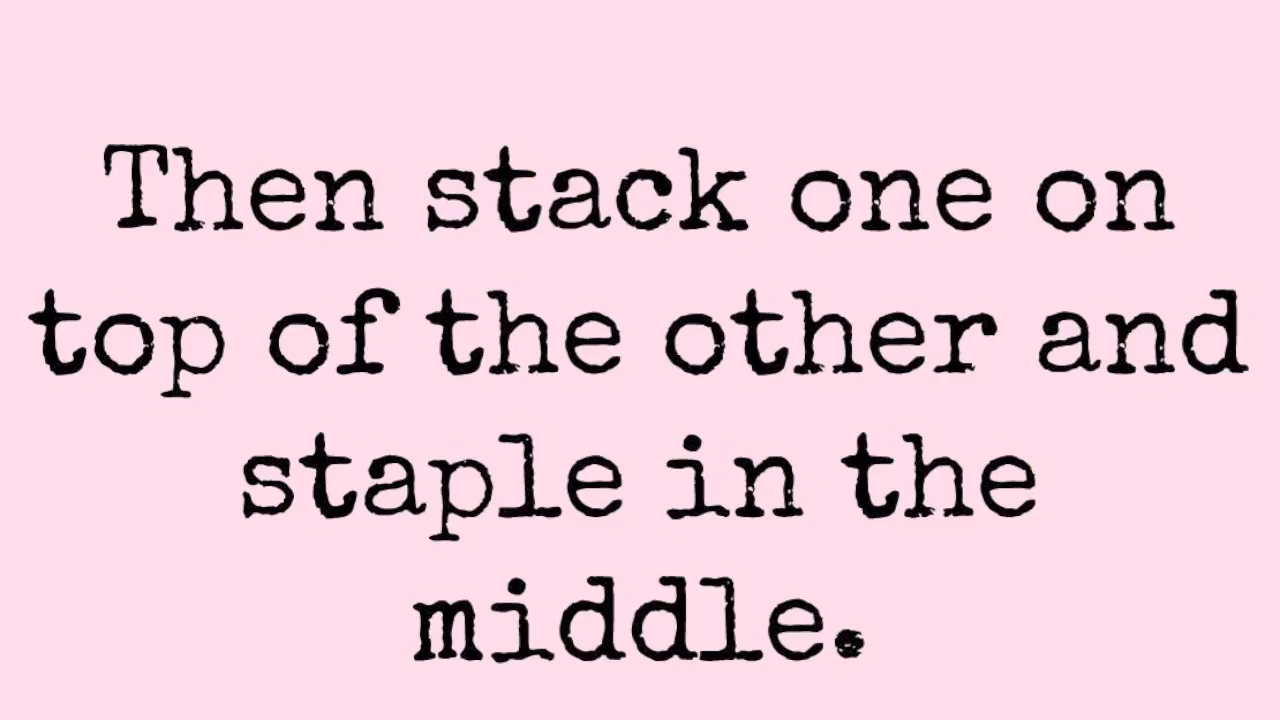 Then stack one on
top of the other and
staple in the
middle.